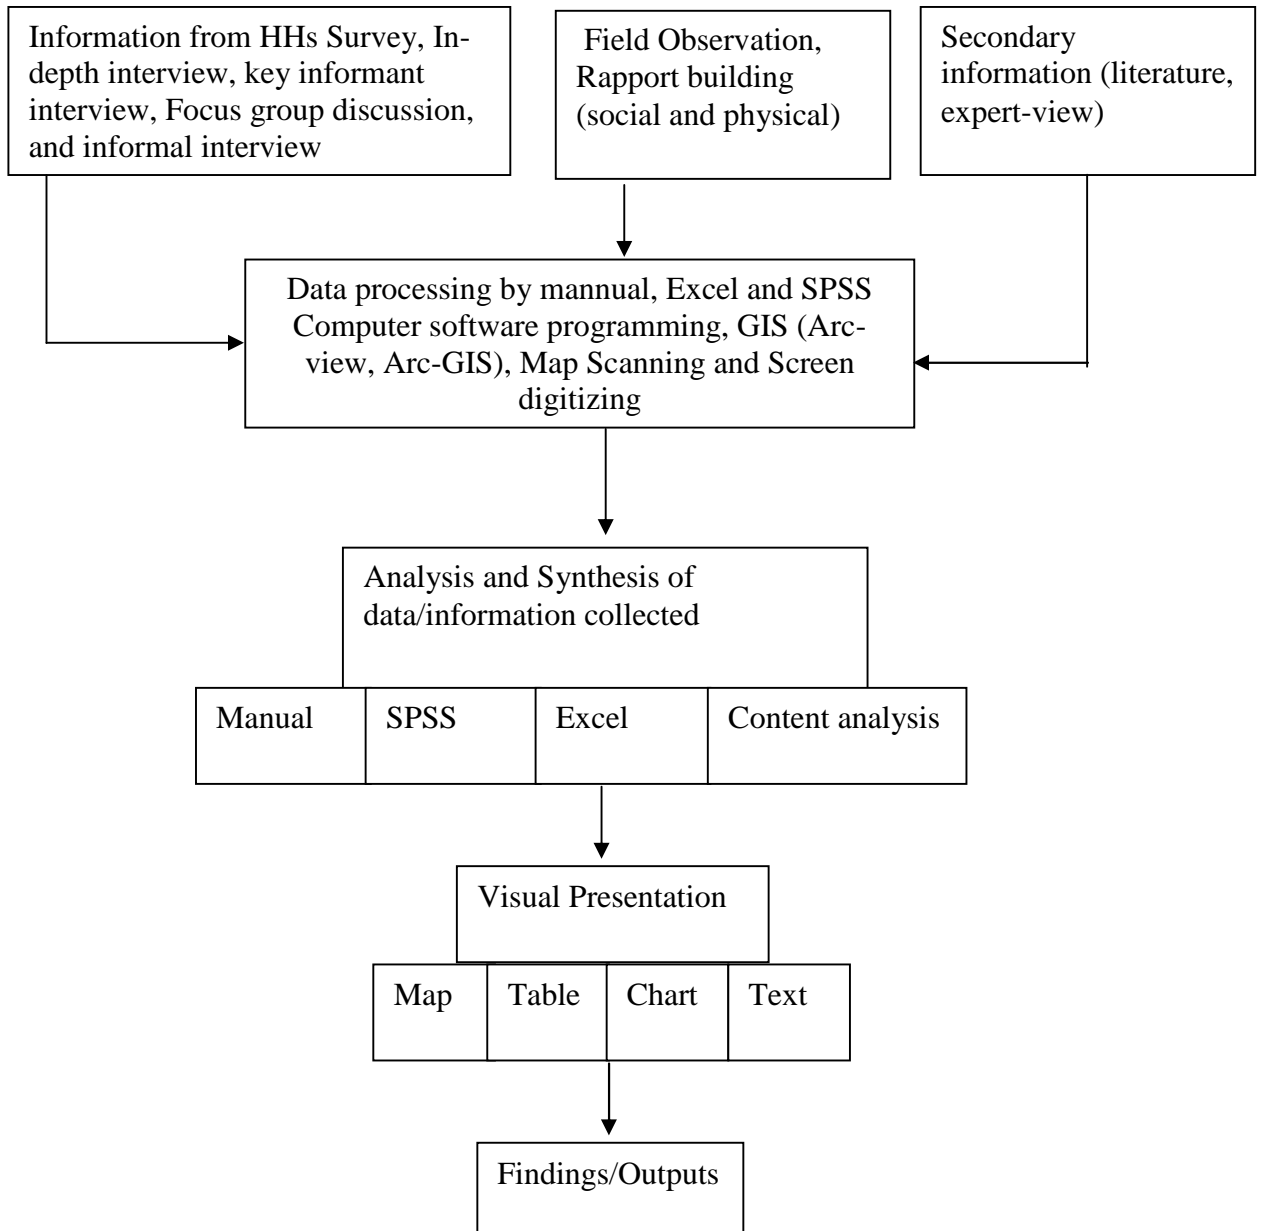 Information from HHs Survey, In-
depth interview, key informant
interview, Focus group discussion,
and informal interview
Field Observation,
Rapport building
(social and physical)
Secondary
information (literature,
expert-view)
Data processing by mannual, Excel and SPSS
Computer software programming, GIS (Arc-
view, Arc-GIS), Map Scanning and Screen
digitizing
Analysis and Synthesis of
data/information collected
Manual
SPSS
Excel
Content analysis
Visual Presentation
Map
Table
Chart
Text
Findings/Outputs